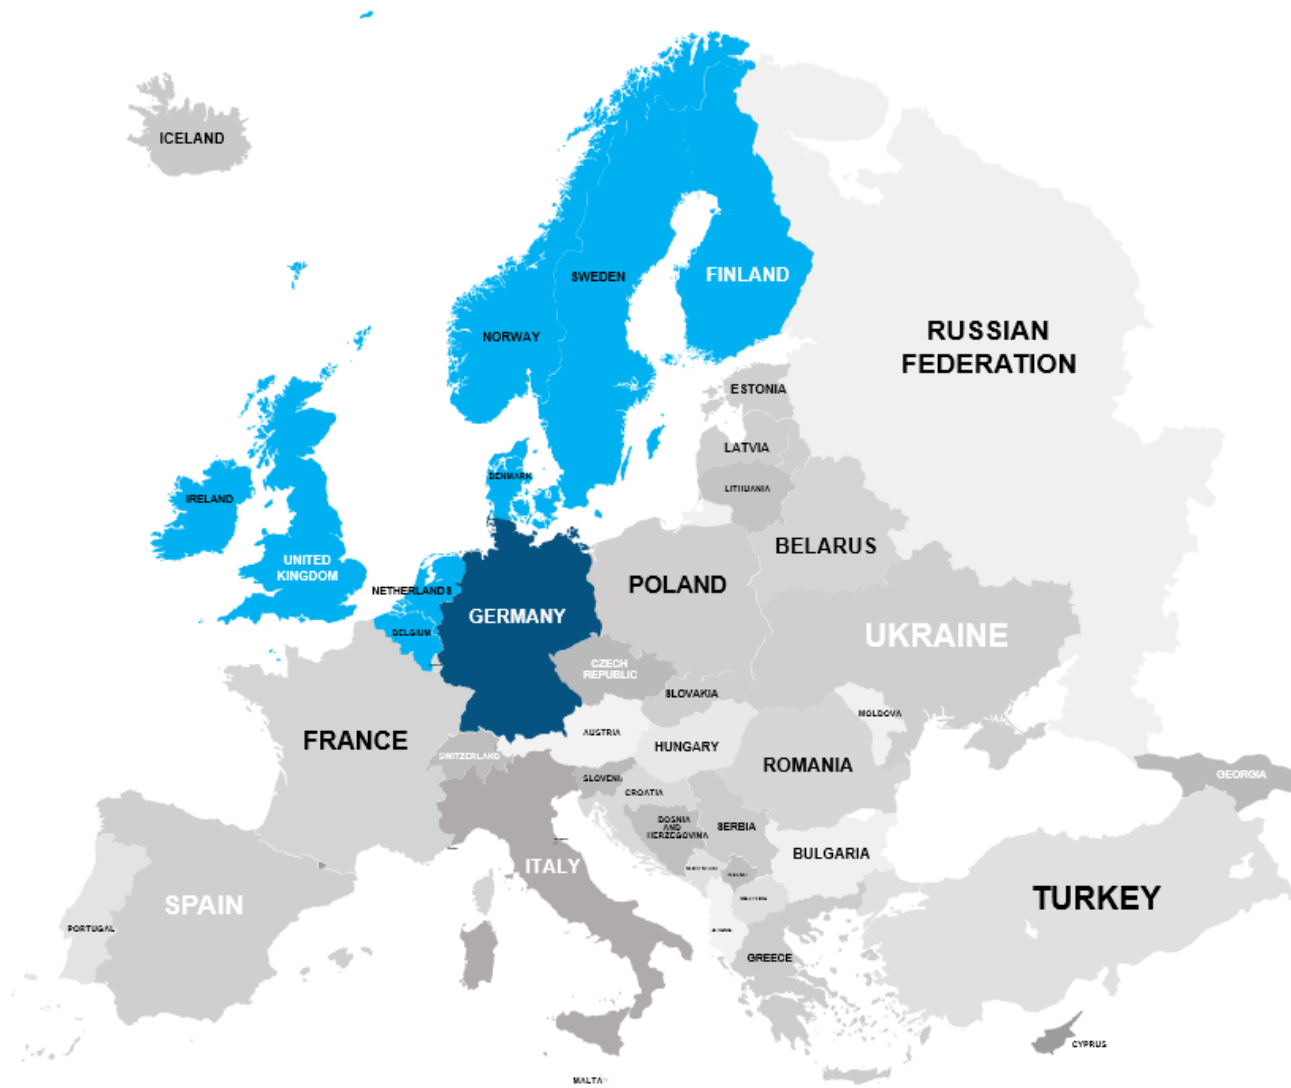 ICELAND
SWEDEN
FINLAND
NORWAY
RUSSIAN
FEDERATION
ESTONIA
LATVIA
DENMARK
LITHUANIA
IRELAND
BELARUS
UNITED
KINGDOM
NETHERLANDS
POLAND
GERMANY
BELGIUM
UKRAINE
CZECH
REPUBLIC
SLOVAKIA
MOLDOVA
AUSTRIA
FRANCE
HUNGARY
SWITZERLAND
ROMANIA
GEORGIA
SLOVENI
CROATIA
BOSNIA
AND
HERZEGOVINA
SERBIA
BULGARIA
ITALY
TURKEY
SPAIN
PORTUGAL
GREECE
CYPRUS
MALTA